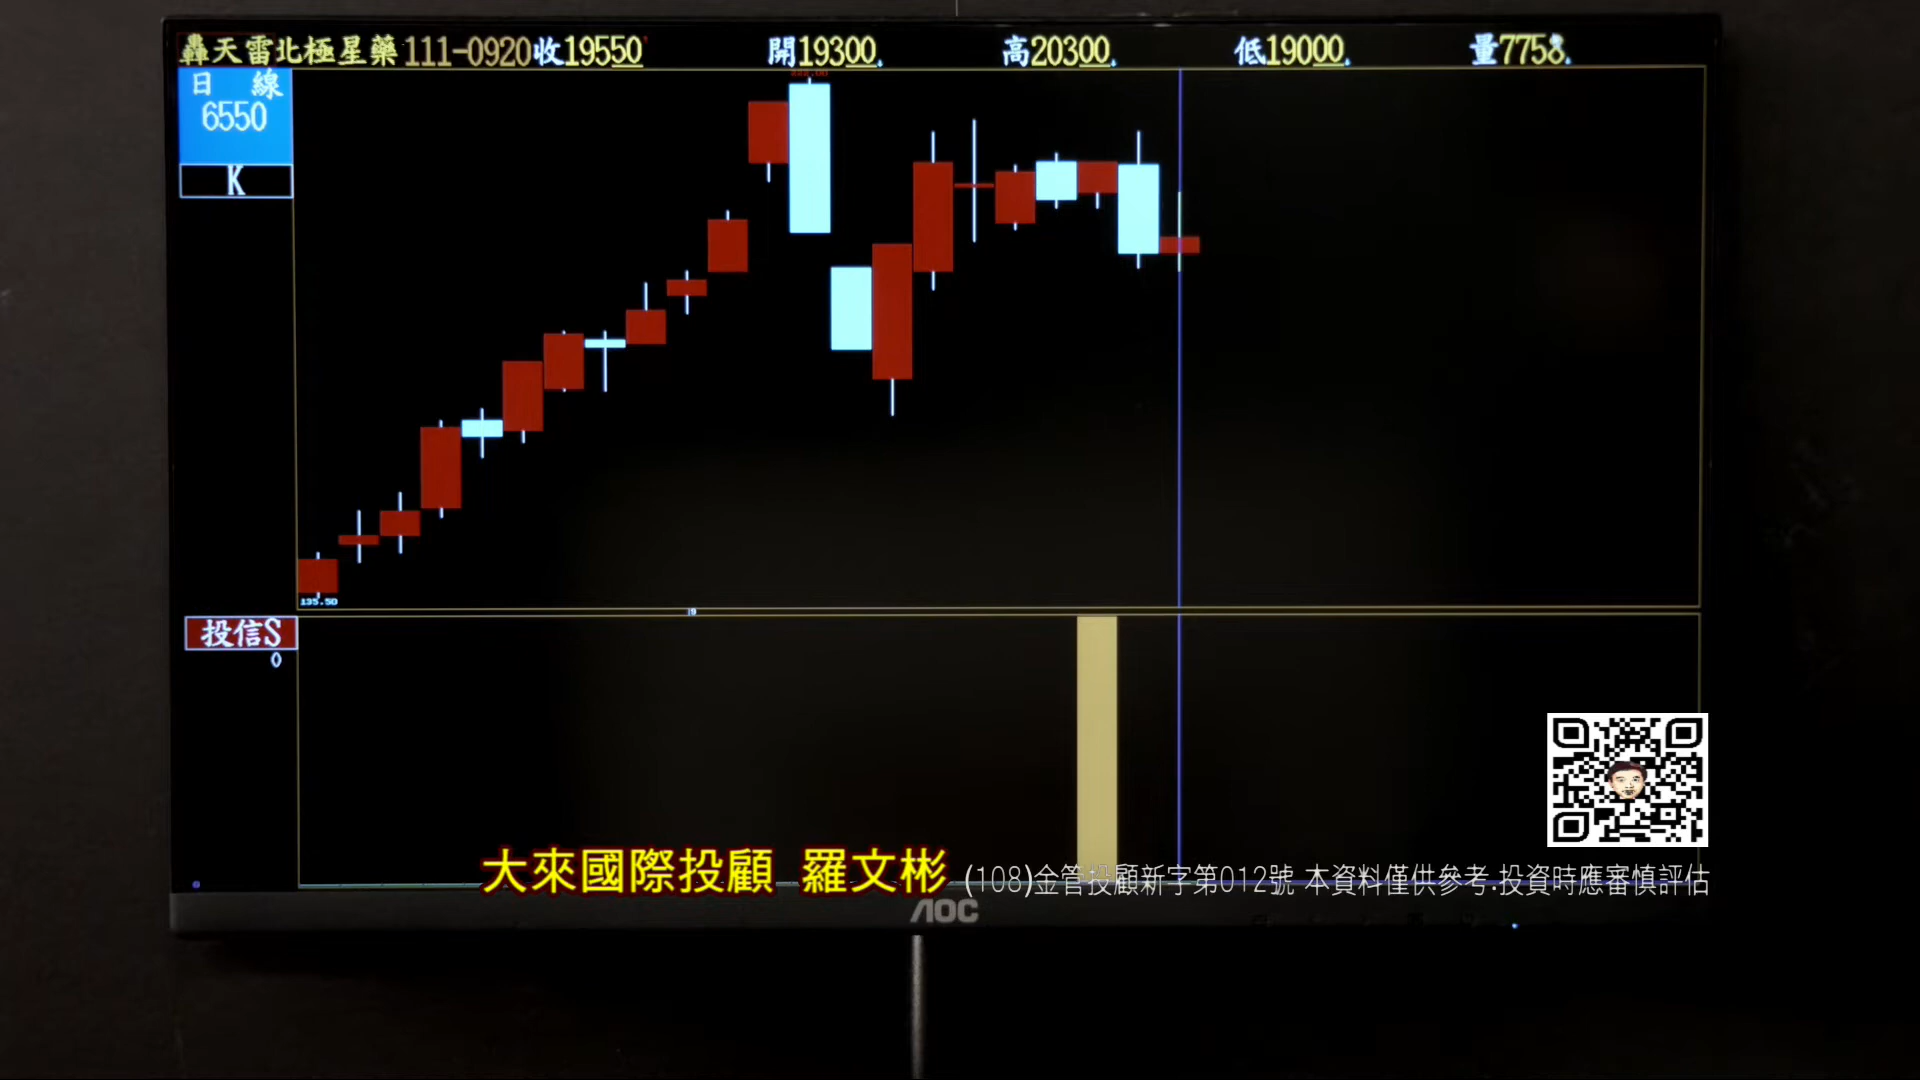 轟天雷北極星藥111-0920收19550 開19300 高20300 低19000 量7758
日 線
6550
K
135.50
19
投信S
0
大來國際投顧 羅文彬 (108)金管投顧新字第012號 本資料僅供參考.投資時應審慎評估
AOC